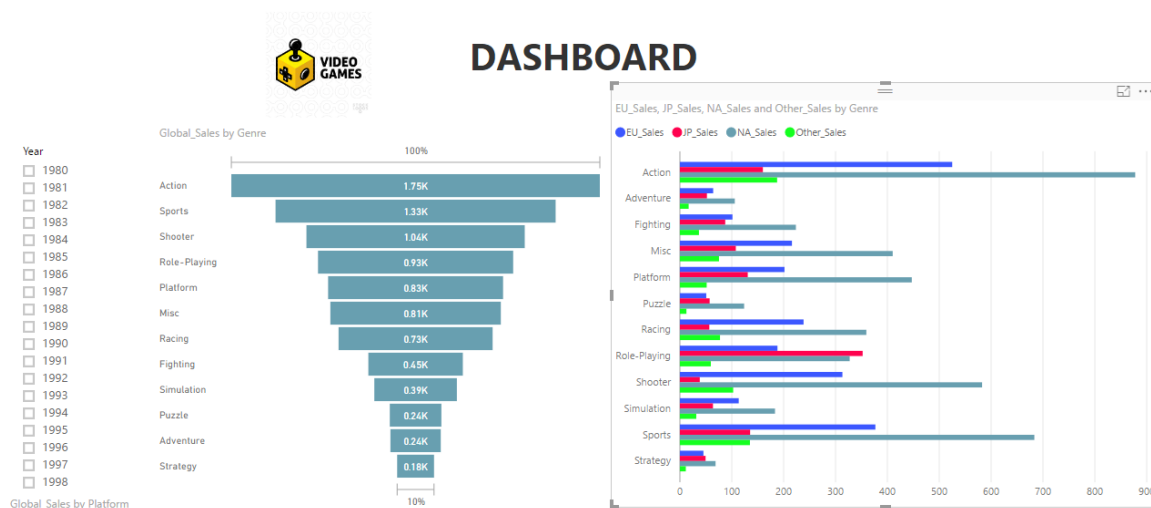 VIDEO
GAMES
DASHBOARD
Global_Sales by Genre
Year
1980
1981
1982
1983
1984
1985
1986
1987
1988
1989
1990
1991
1992
1993
1994
1995
1996
1997
1998
100%
Action 1.75K
Sports 1.33K
Shooter 1.04K
Role-Playing 0.93K
Platform 0.83K
Misc 0.81K
Racing 0.73K
Fighting 0.45K
Simulation 0.39K
Puzzle 0.24K
Adventure 0.24K
Strategy 0.18K
10%
Global_Sales by Platform
EU_Sales, JP_Sales, NA_Sales and Other_Sales by Genre
EU_Sales JP_Sales NA_Sales Other_Sales
Action
Adventure
Fighting
Misc
Platform
Puzzle
Racing
Role-Playing
Shooter
Simulation
Sports
Strategy
0 100 200 300 400 500 600 700 800